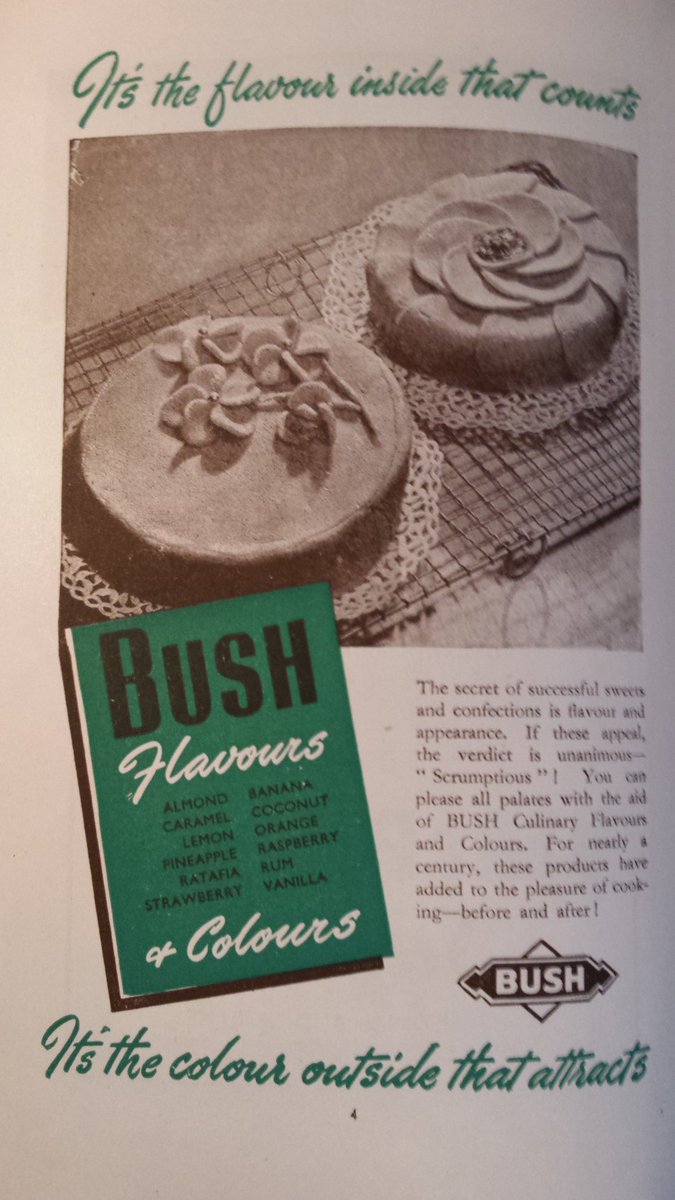 It's the flavour inside that counts
BUSH
Flavours
ALMOND BANANA
CARAMEL COCONUT
LEMON ORANGE
PINEAPPLE RASPBERRY
RATAFIA RUM
STRAWBERRY VANILLA
& Colours
The secret of successful sweets
and confections is flavour and
appearance. If these appeal,
the verdict is unanimous—
"Scrumptious"! You can
please all palates with the aid
of BUSH Culinary Flavours
and Colours. For nearly a
century, these products have
added to the pleasure of cook-
ing—before and after!
BUSH
It's the colour outside that attracts
4